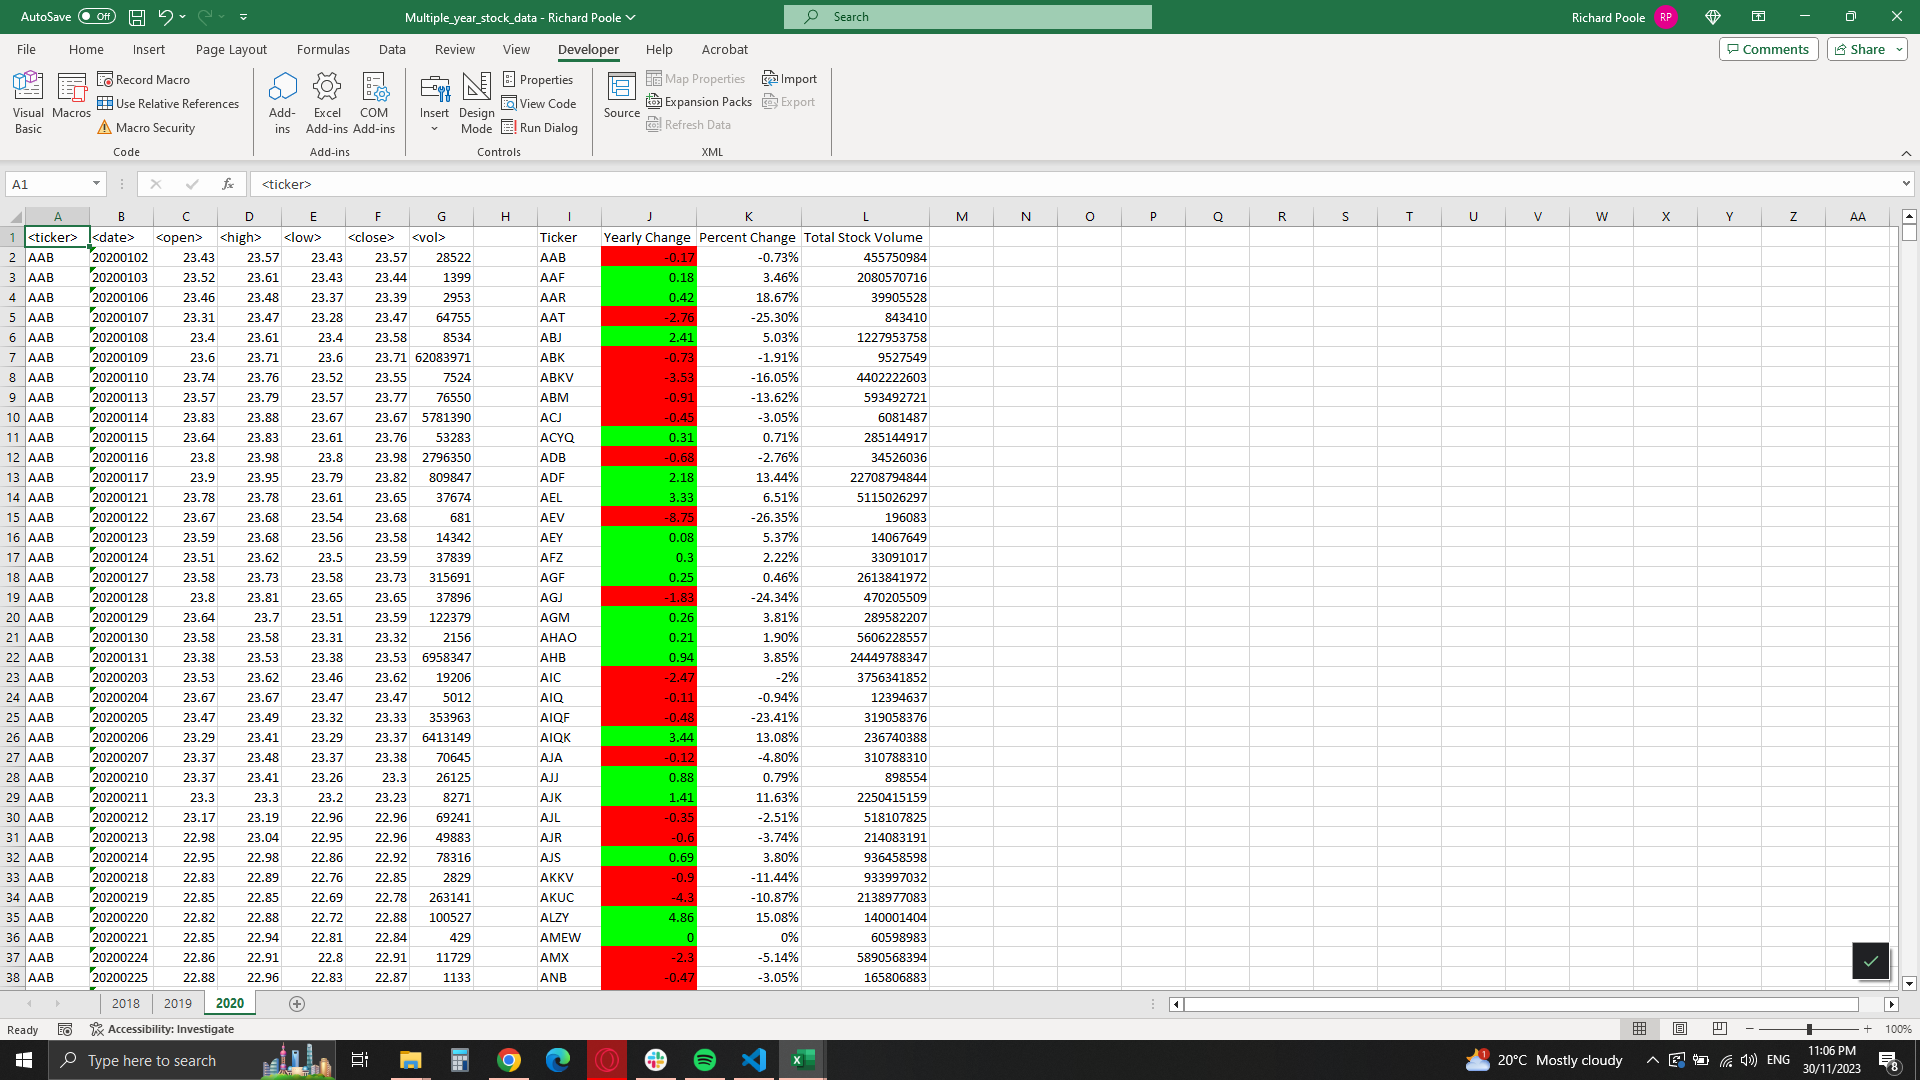 AutoSave Off Multiple_year_stock_data - Richard Poole Search Richard Poole RP
File Home Insert Page Layout Formulas Data Review View Developer Help Acrobat Comments Share
Visual Basic Macros Record Macro Use Relative References Macro Security Code
Add-ins Excel Add-ins COM Add-ins Add-ins
Insert Design Mode Properties View Code Run Dialog Controls
Source Map Properties Expansion Packs Refresh Data Import Export XML
A1 fx <ticker>
A B C D E F G H I J K L M N O P Q R S T U V W X Y Z AA
1 <ticker> <date> <open> <high> <low> <close> <vol> Ticker Yearly Change Percent Change Total Stock Volume
2 AAB 20200102 23.43 23.57 23.43 23.57 28522 AAB -0.17 -0.73% 455750984
3 AAB 20200103 23.52 23.61 23.43 23.44 1399 AAF 0.18 3.46% 2080570716
4 AAB 20200106 23.46 23.48 23.37 23.39 2953 AAR 0.42 18.67% 39905528
5 AAB 20200107 23.31 23.47 23.28 23.47 64755 AAT -2.76 -25.30% 843410
6 AAB 20200108 23.4 23.61 23.4 23.58 8534 ABJ 2.41 5.03% 1227953758
7 AAB 20200109 23.6 23.71 23.6 23.71 62083971 ABK -0.73 -1.91% 9527549
8 AAB 20200110 23.74 23.76 23.52 23.55 7524 ABKV -3.53 -16.05% 4402222603
9 AAB 20200113 23.57 23.79 23.57 23.77 76550 ABM -0.91 -13.62% 593492721
10 AAB 20200114 23.83 23.88 23.67 23.67 5781390 ACJ -0.45 -3.05% 6081487
11 AAB 20200115 23.64 23.83 23.61 23.76 53283 ACYQ 0.31 0.71% 285144917
12 AAB 20200116 23.8 23.98 23.8 23.98 2796350 ADB -0.68 -2.76% 34526036
13 AAB 20200117 23.9 23.95 23.79 23.82 809847 ADF 2.18 13.44% 22708794844
14 AAB 20200121 23.78 23.78 23.61 23.65 37674 AEL 3.33 6.51% 5115026297
15 AAB 20200122 23.67 23.68 23.54 23.68 681 AEV -8.75 -26.35% 196083
16 AAB 20200123 23.59 23.68 23.56 23.58 14342 AEY 0.08 5.37% 14067649
17 AAB 20200124 23.51 23.62 23.5 23.59 37839 AFZ 0.3 2.22% 33091017
18 AAB 20200127 23.58 23.73 23.58 23.73 315691 AGF 0.25 0.46% 2613841972
19 AAB 20200128 23.8 23.81 23.65 23.65 37896 AGJ -1.83 -24.34% 470205509
20 AAB 20200129 23.64 23.7 23.51 23.59 122379 AGM 0.26 3.81% 289582207
21 AAB 20200130 23.58 23.58 23.31 23.32 2156 AHAO 0.21 1.90% 5606228557
22 AAB 20200131 23.38 23.53 23.38 23.53 6958347 AHB 0.94 3.85% 24449788347
23 AAB 20200203 23.53 23.62 23.46 23.62 19206 AIC -2.47 -2% 3756341852
24 AAB 20200204 23.67 23.67 23.47 23.47 5012 AIQ -0.11 -0.94% 12394637
25 AAB 20200205 23.47 23.49 23.32 23.33 353963 AIQF -0.48 -23.41% 319058376
26 AAB 20200206 23.29 23.41 23.29 23.37 6413149 AIQK 3.44 13.08% 236740388
27 AAB 20200207 23.37 23.48 23.37 23.38 70645 AJA -0.12 -4.80% 310788310
28 AAB 20200210 23.37 23.41 23.26 23.3 26125 AJJ 0.88 0.79% 898554
29 AAB 20200211 23.3 23.3 23.2 23.23 8271 AJK 1.41 11.63% 2250415159
30 AAB 20200212 23.17 23.19 22.96 22.96 69241 AJL -0.35 -2.51% 518107825
31 AAB 20200213 22.98 23.04 22.95 22.96 49883 AJR -0.6 -3.74% 214083191
32 AAB 20200214 22.95 22.98 22.86 22.92 78316 AJS 0.69 3.80% 936458598
33 AAB 20200218 22.83 22.89 22.76 22.85 2829 AKKV -0.9 -11.44% 933997032
34 AAB 20200219 22.85 22.85 22.69 22.78 263141 AKUC -4.3 -10.87% 2138977083
35 AAB 20200220 22.82 22.88 22.72 22.88 100527 ALZY 4.86 15.08% 140001404
36 AAB 20200221 22.85 22.94 22.81 22.84 429 AMEW 0 0% 60598983
37 AAB 20200224 22.86 22.91 22.8 22.91 11729 AMX -2.3 -5.14% 5890568394
38 AAB 20200225 22.88 22.96 22.83 22.87 1133 ANB -0.47 -3.05% 165806883
2018 2019 2020
Ready Accessibility: Investigate 100%
Type here to search 1 20°C Mostly cloudy ENG 11:06 PM 30/11/2023 8